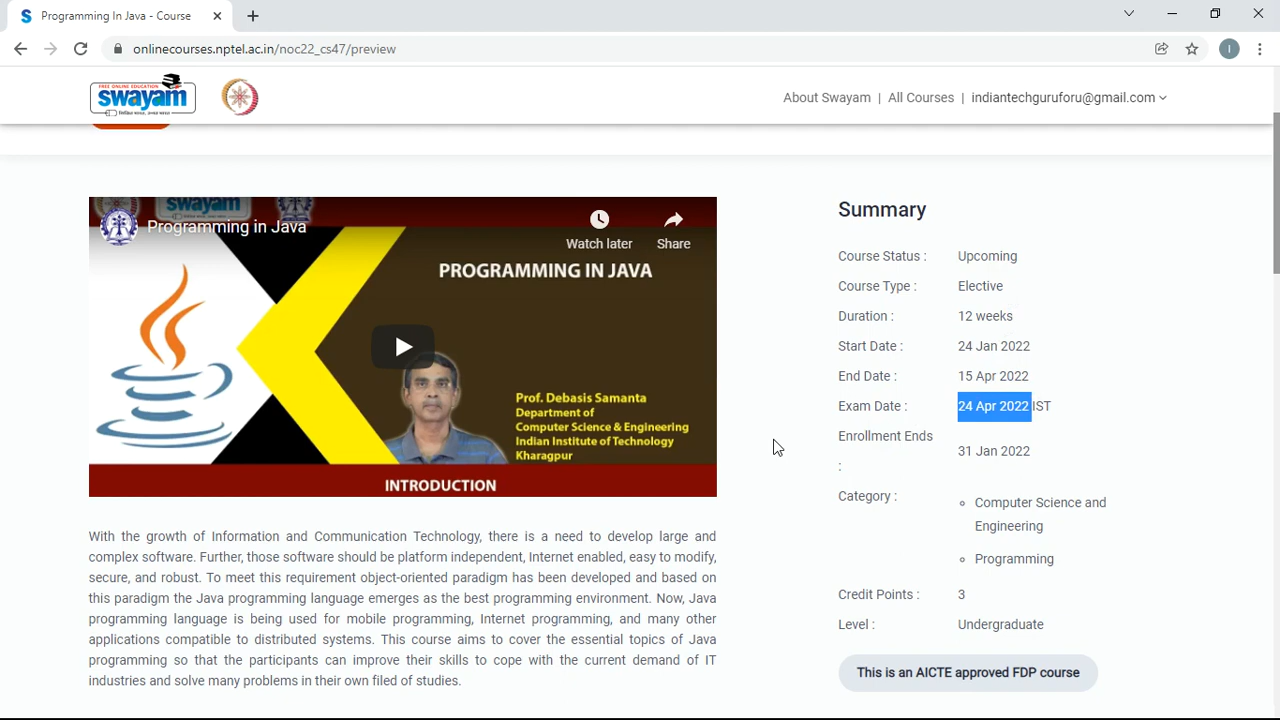 Programming In Java - Course
onlinecourses.nptel.ac.in/noc22_cs47/preview
I
FREE ONLINE EDUCATION
swayam
About Swayam | All Courses | indiantechguruforu@gmail.com
swayam
Programming in Java
Watch later
Share
PROGRAMMING IN JAVA
Prof. Debasis Samanta
Department of
Computer Science & Engineering
Indian Institute of Technology
Kharagpur
INTRODUCTION
With the growth of Information and Communication Technology, there is a need to develop large and
complex software. Further, those software should be platform independent, Internet enabled, easy to modify,
secure, and robust. To meet this requirement object-oriented paradigm has been developed and based on
this paradigm the Java programming language emerges as the best programming environment. Now, Java
programming language is being used for mobile programming, Internet programming, and many other
applications compatible to distributed systems. This course aims to cover the essential topics of Java
programming so that the participants can improve their skills to cope with the current demand of IT
industries and solve many problems in their own filed of studies.
Summary
Course Status : Upcoming
Course Type : Elective
Duration : 12 weeks
Start Date : 24 Jan 2022
End Date : 15 Apr 2022
Exam Date : 24 Apr 2022 IST
Enrollment Ends
: 31 Jan 2022
Category :
Computer Science and
Engineering
Programming
Credit Points : 3
Level : Undergraduate
This is an AICTE approved FDP course